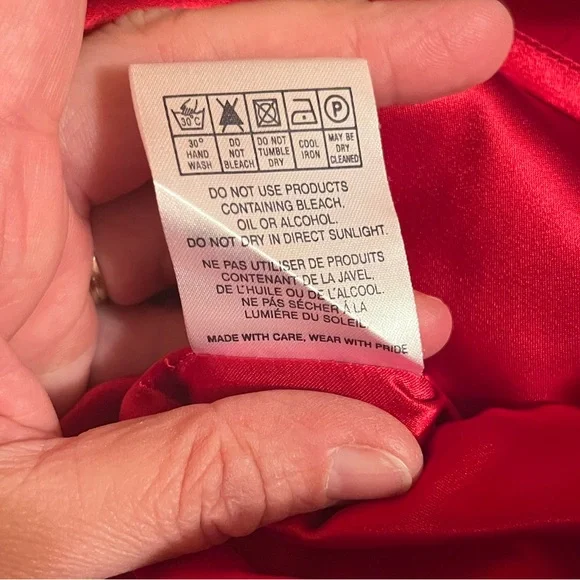 30°C P
30° HAND WASH DO NOT BLEACH DO NOT TUMBLE DRY COOL IRON MAY BE DRY CLEANED
DO NOT USE PRODUCTS
CONTAINING BLEACH,
OIL OR ALCOHOL.
DO NOT DRY IN DIRECT SUNLIGHT.
NE PAS UTILISER DE PRODUITS
CONTENANT DE LA JAVEL,
DE L'HUILE OU DE L'ALCOOL.
NE PAS SÉCHER À LA
LUMIÈRE DU SOLEIL
MADE WITH CARE, WEAR WITH PRIDE